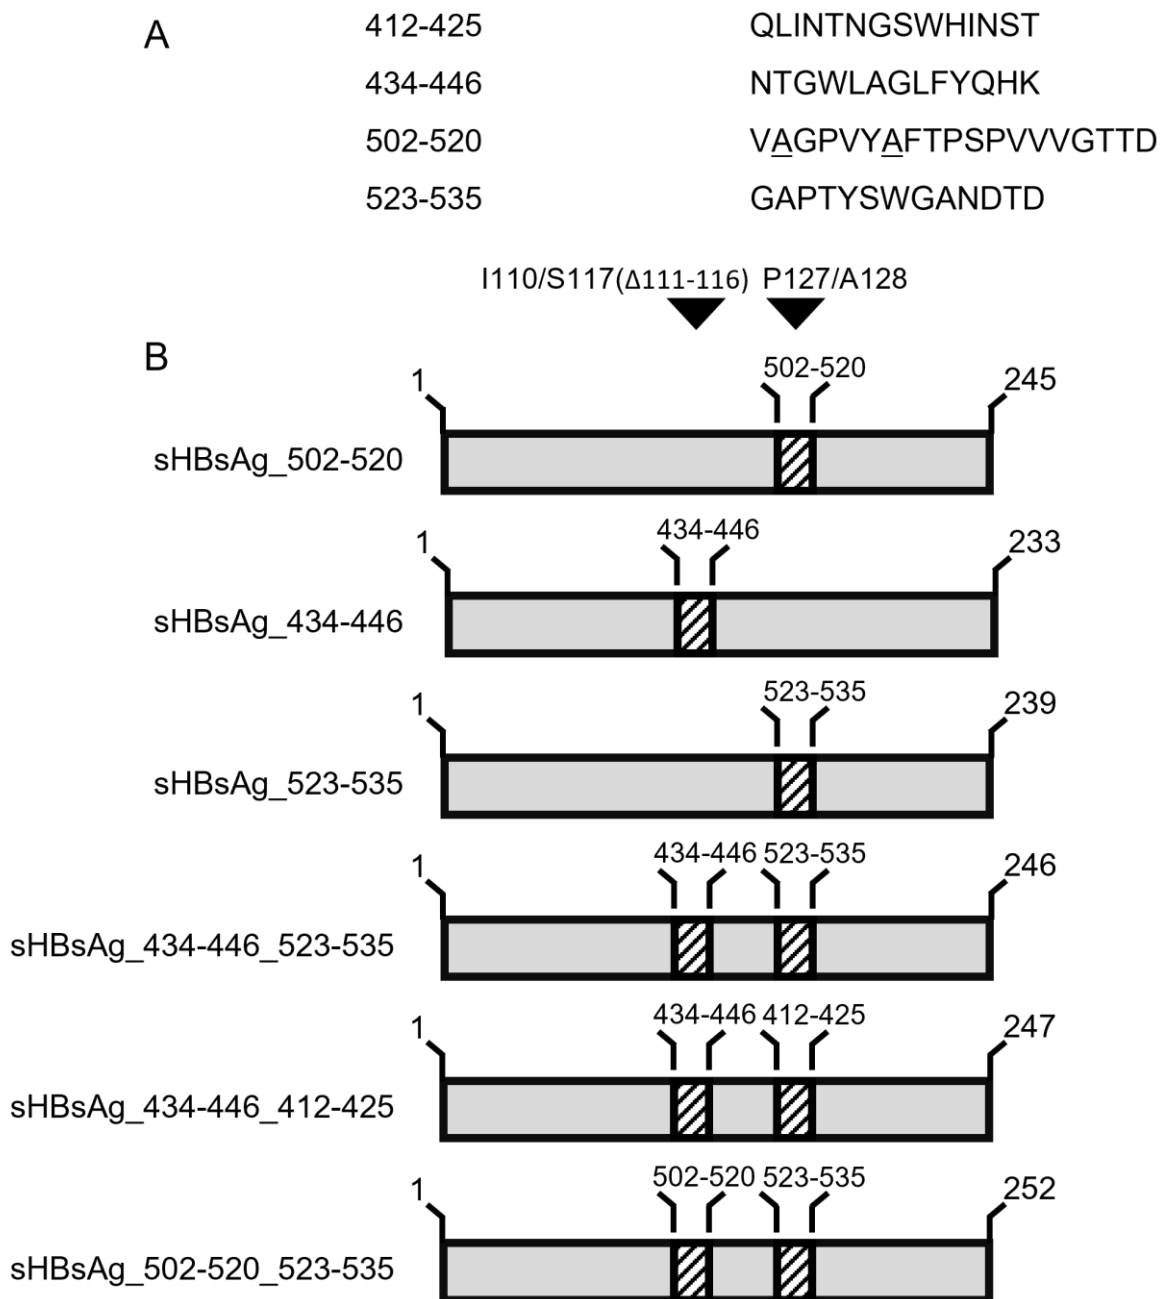 A
412-425 QLINTNGSWHINST
434-446 NTGWLAGLFYQHK
502-520 VAGPVYAFTPSPVVVGTTD
523-535 GAPTYSWGANDTD
I110/S117(Δ111-116) P127/A128
B
502-520
1 245
sHBsAg_502-520
434-446
1 233
sHBsAg_434-446
523-535
1 239
sHBsAg_523-535
434-446 523-535
1 246
sHBsAg_434-446_523-535
434-446 412-425
1 247
sHBsAg_434-446_412-425
502-520 523-535
1 252
sHBsAg_502-520_523-535